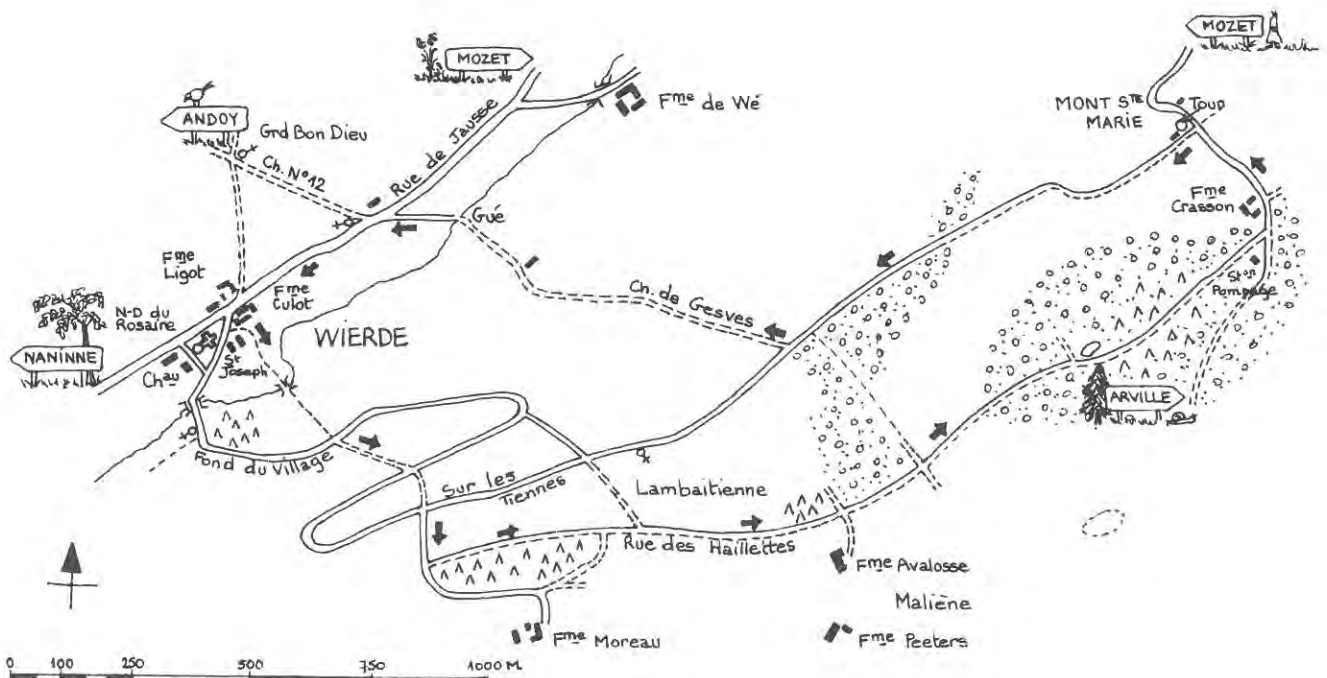 MOZET
MOZET
Fme de Wé
MONT STE
MARIE
Toup
ANDOY
Grd Bon Dieu
Rue de Jausse
Ch. N°12
Fme
Crasson
Gué
Fme
Ligot
Fme
Culot
Ston
Pompage
Ch. de Gesves
N-D du
Rosaire
WIERDE
NANINNE
St
Joseph
Chau
ARVILLE
Fond du Village
Sur les
Tiennes
Lambaitienne
Rue des Haillettes
Fme Avalosse
Maliène
Fme Moreau
Fme Peeters
0 100 250 500 750 1000 M.